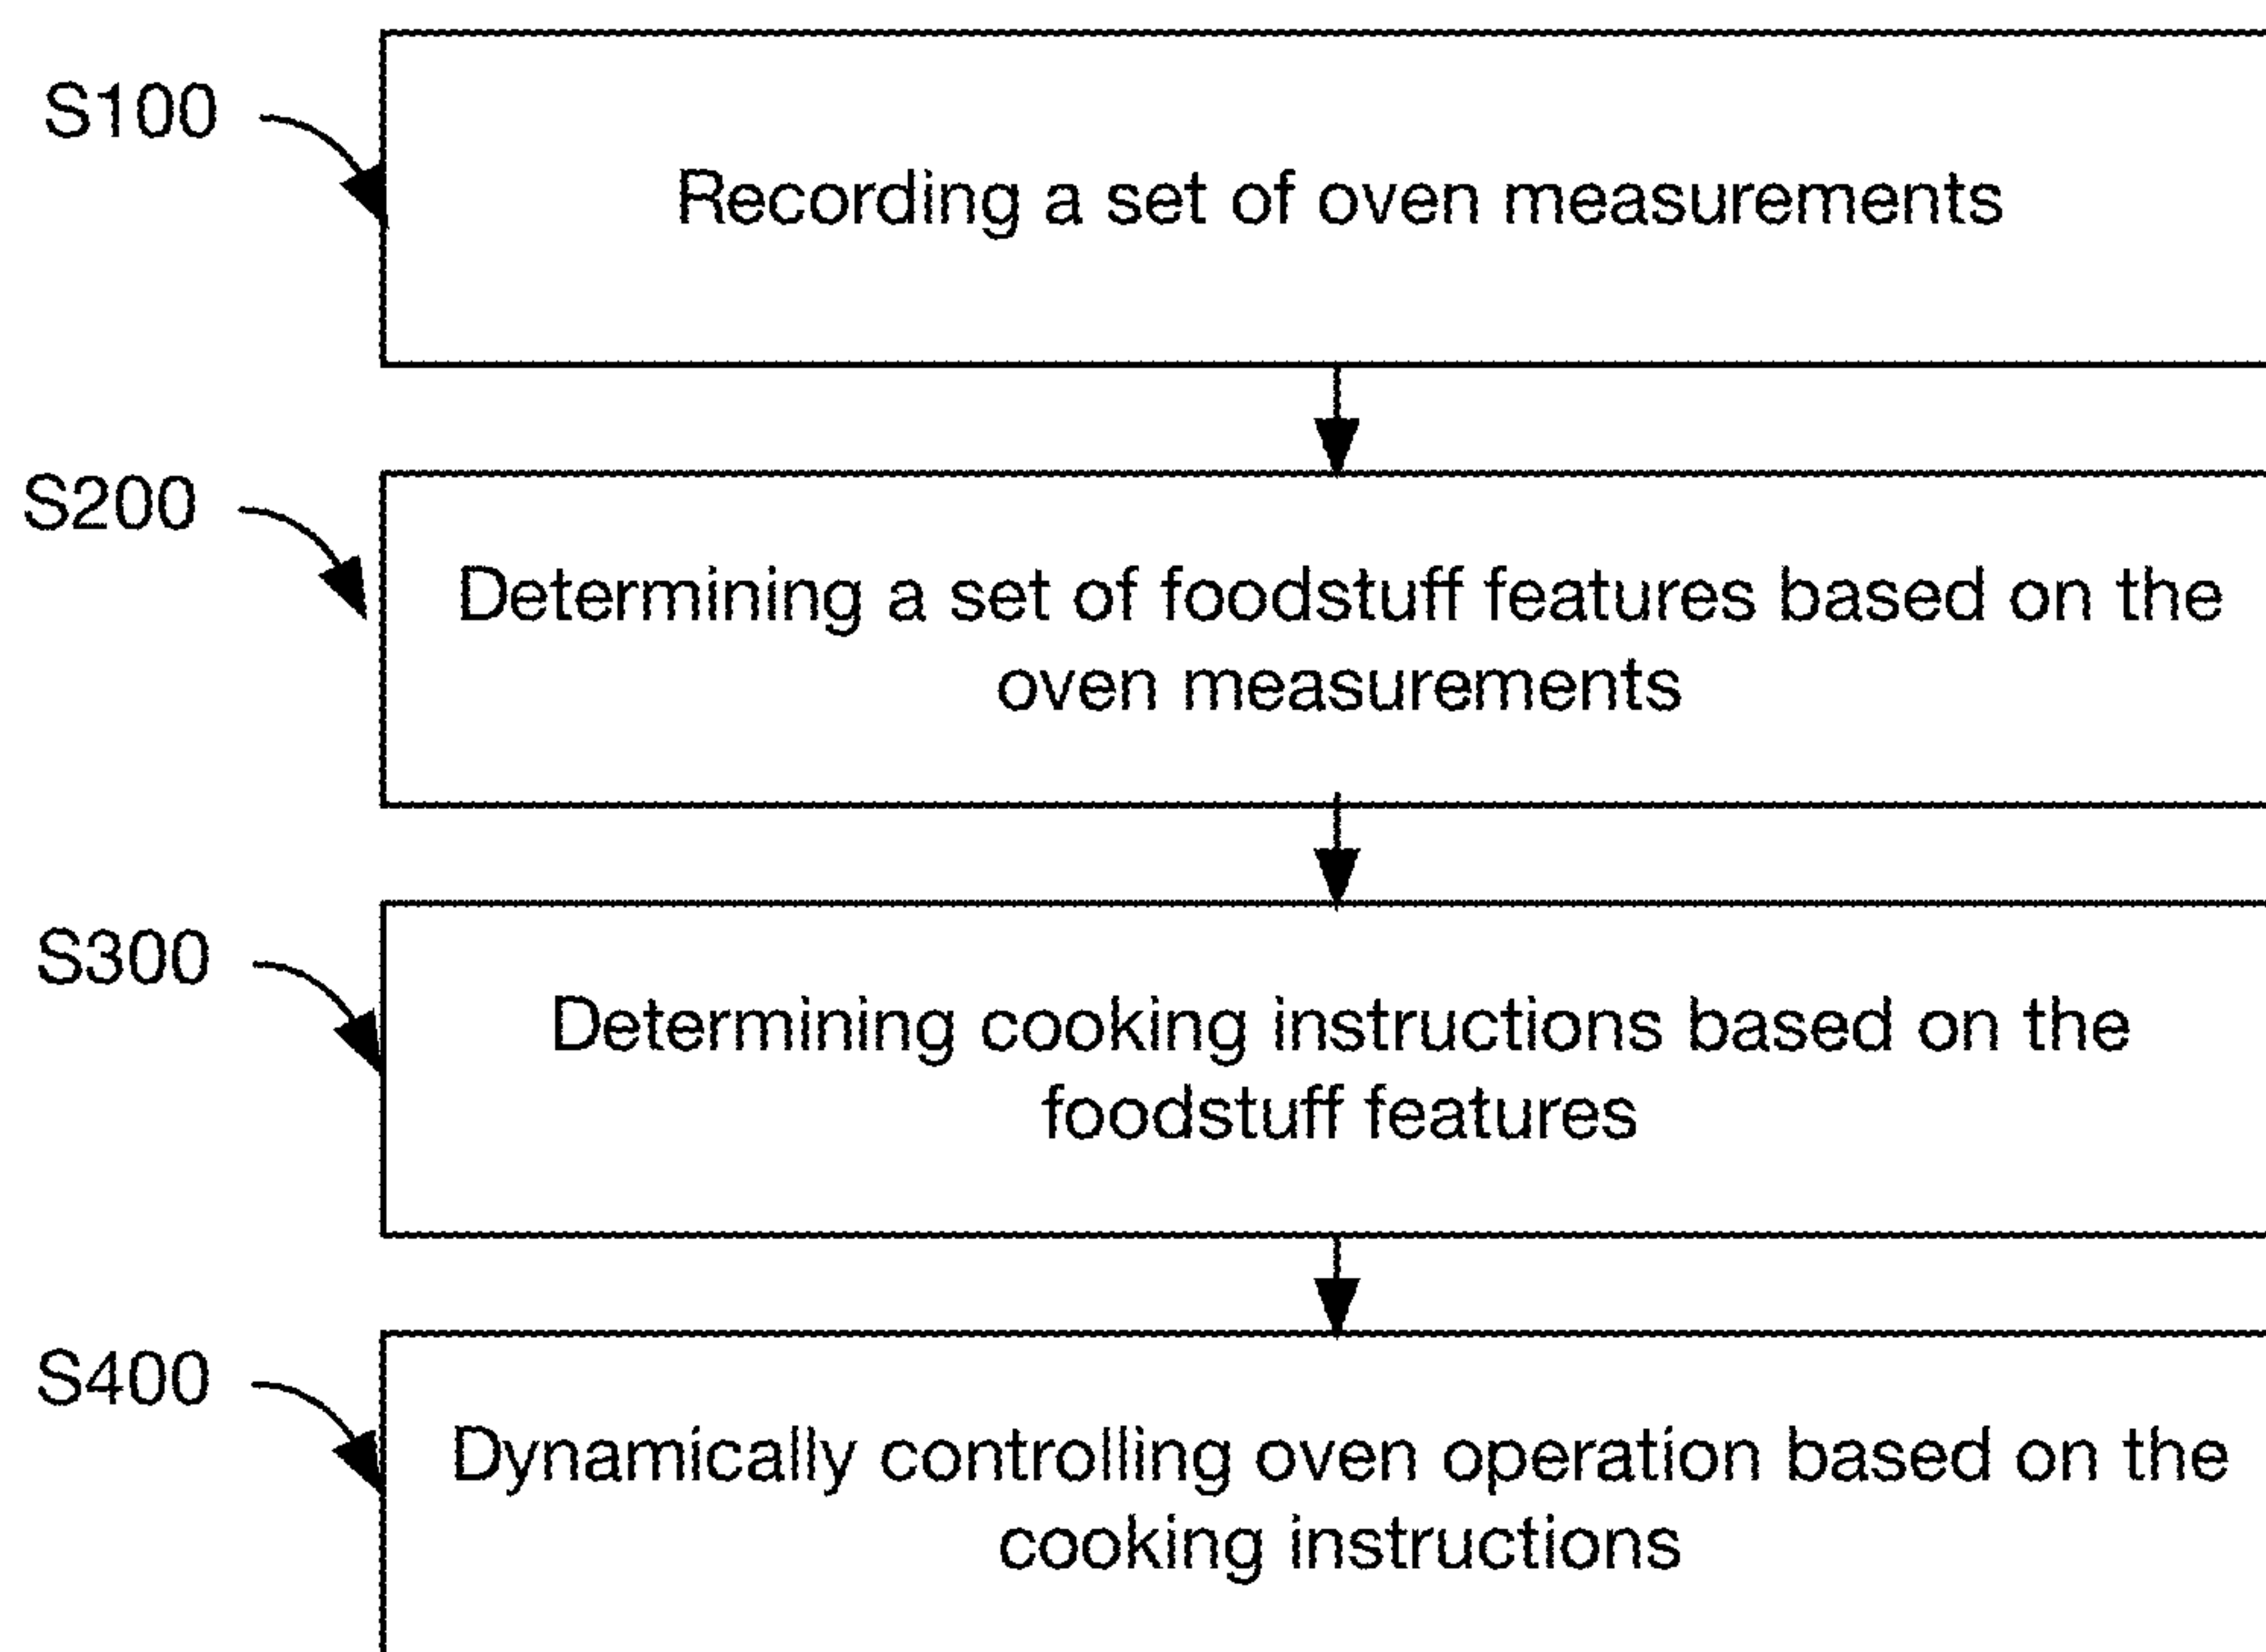 S100
Recording a set of oven measurements
S200
Determining a set of foodstuff features based on the
oven measurements
S300
Determining cooking instructions based on the
foodstuff features
S400
Dynamically controlling oven operation based on the
cooking instructions